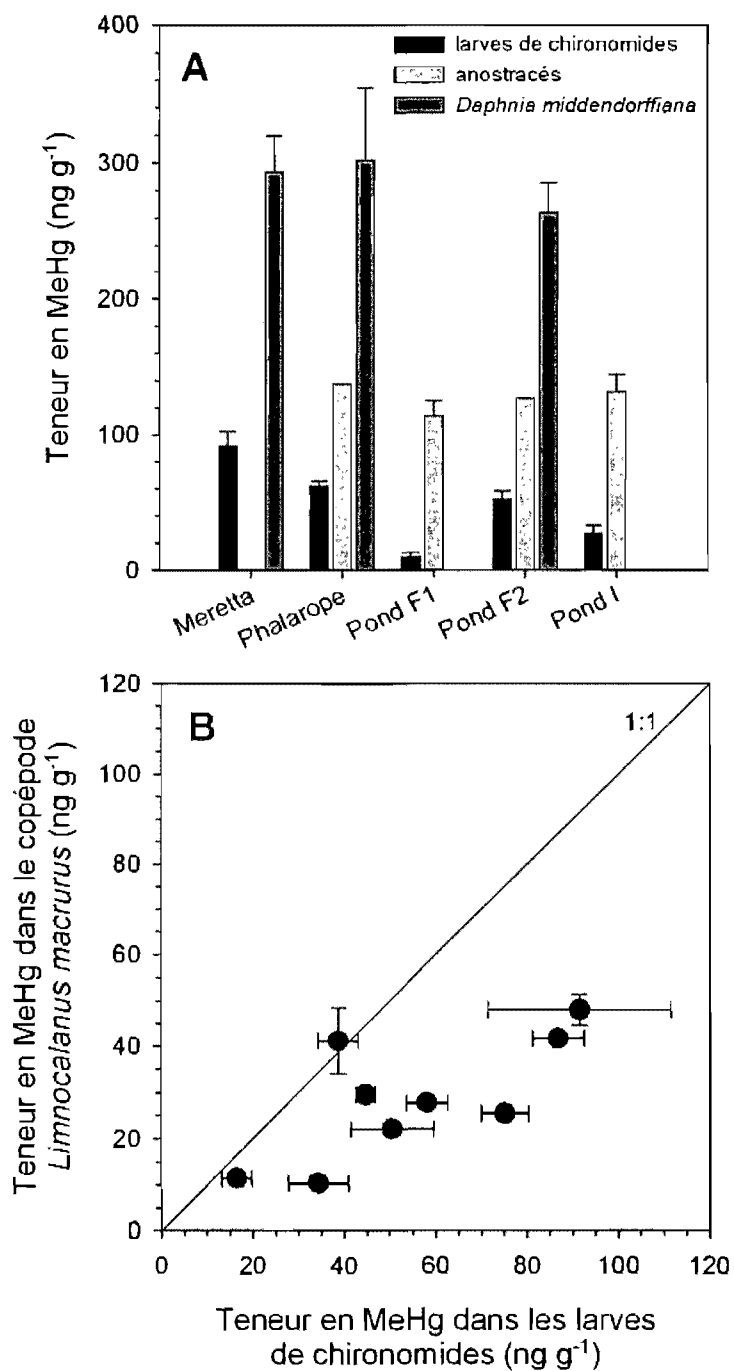 A
larves de chironomides
anostracés
Daphnia middendorffiana
Teneur en MeHg (ng g⁻¹)
400
300
200
100
0
Meretta
Phalarope
Pond F1
Pond F2
Pond I
B
1:1
Teneur en MeHg dans le copépode
Limnocalanus macrurus (ng g⁻¹)
120
100
80
60
40
20
0
0 20 40 60 80 100 120
Teneur en MeHg dans les larves
de chironomides (ng g⁻¹)